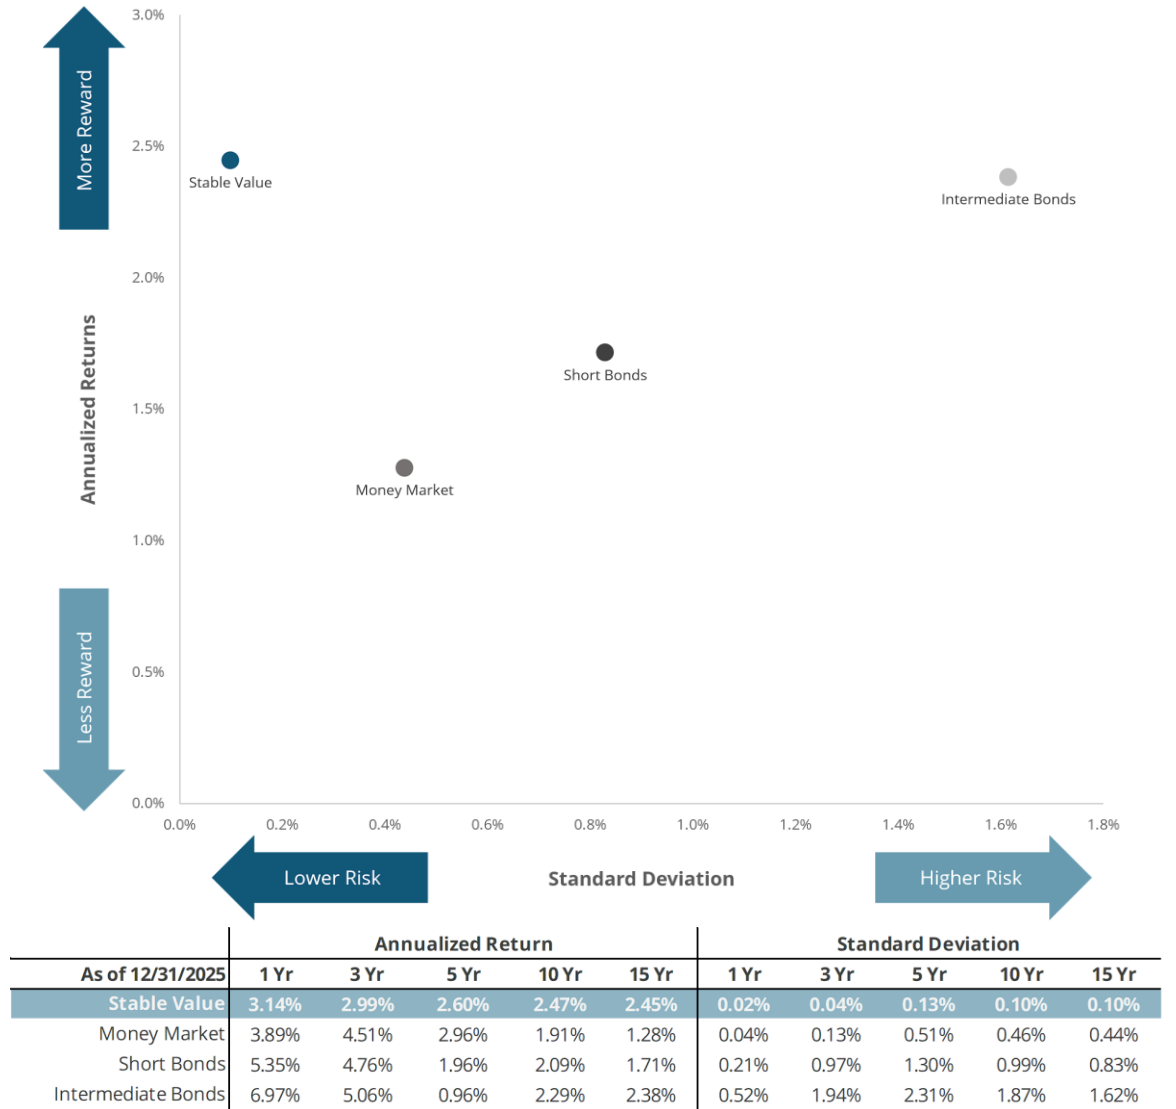 More Reward
Annualized Returns
Less Reward
3.0%
2.5%
2.0%
1.5%
1.0%
0.5%
0.0%
Stable Value
Intermediate Bonds
Short Bonds
Money Market
0.0% 0.2% 0.4% 0.6% 0.8% 1.0% 1.2% 1.4% 1.6% 1.8%
Lower Risk Standard Deviation Higher Risk
Annualized Return Standard Deviation
As of 12/31/2025 1 Yr 3 Yr 5 Yr 10 Yr 15 Yr 1 Yr 3 Yr 5 Yr 10 Yr 15 Yr
Stable Value 3.14% 2.99% 2.60% 2.47% 2.45% 0.02% 0.04% 0.13% 0.10% 0.10%
Money Market 3.89% 4.51% 2.96% 1.91% 1.28% 0.04% 0.13% 0.51% 0.46% 0.44%
Short Bonds 5.35% 4.76% 1.96% 2.09% 1.71% 0.21% 0.97% 1.30% 0.99% 0.83%
Intermediate Bonds 6.97% 5.06% 0.96% 2.29% 2.38% 0.52% 1.94% 2.31% 1.87% 1.62%